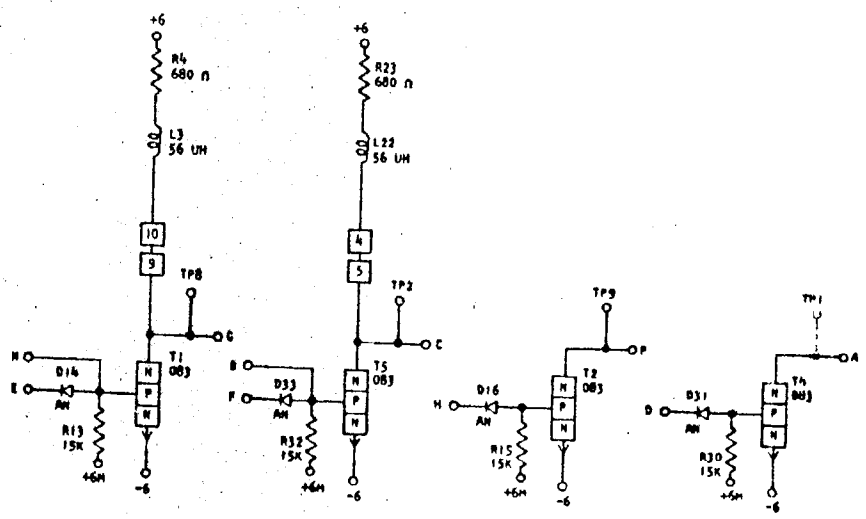 +6
R4
680 Ω
L3
56 UH
10
9
TP8
G
T1
083
N
P
N
N
E
D14
AN
R13
15K
+6M
-6
+6
R23
680 Ω
L22
56 UH
4
5
TP2
C
T5
083
N
P
N
B
F
D33
AN
R32
15K
+6M
-6
TP9
P
T2
083
N
P
N
H
D16
AN
R15
15K
+6M
-6
TM1
A
T4
083
N
P
N
D
D31
AN
R30
15K
+6M
-6